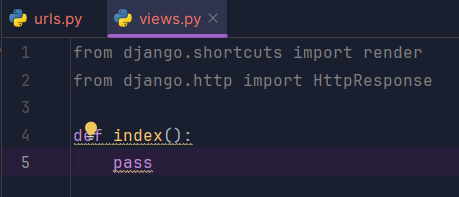 urls.py views.py
1 from django.shortcuts import render
2 from django.http import HttpResponse
3
4 def index():
5 pass